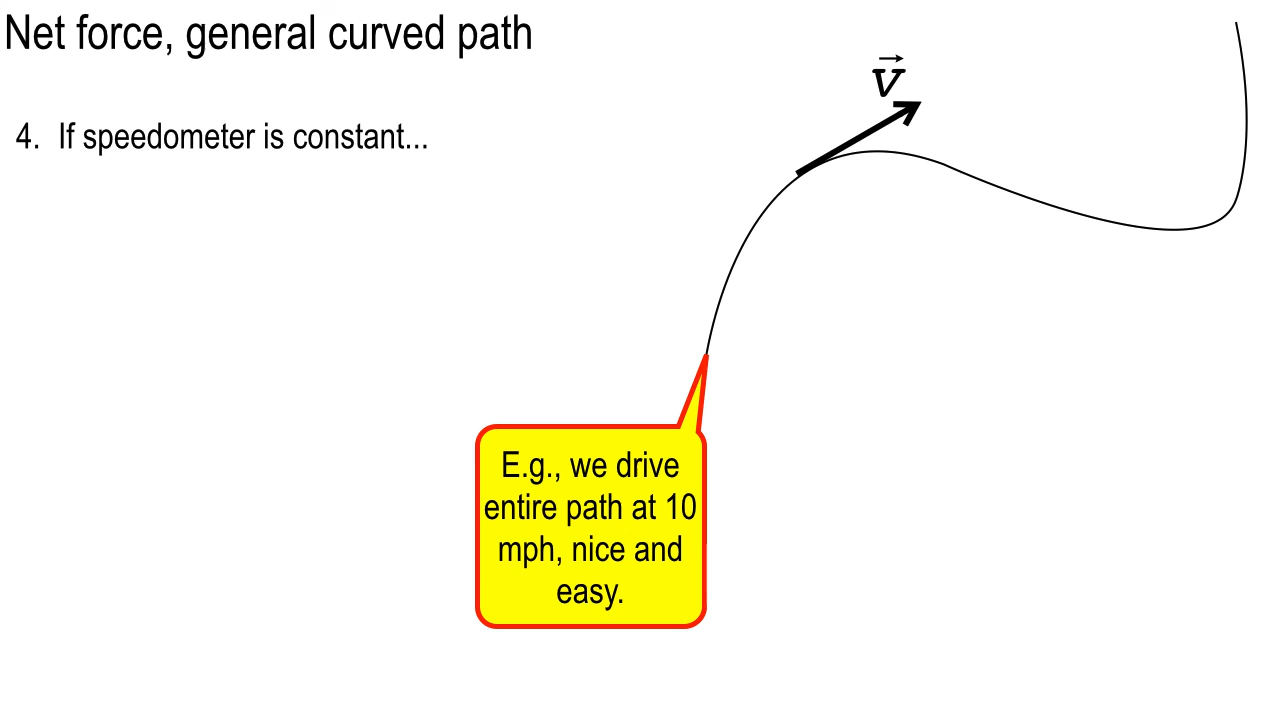 Net force, general curved path
4. If speedometer is constant...
v⃗
E.g., we drive
entire path at 10
mph, nice and
easy.